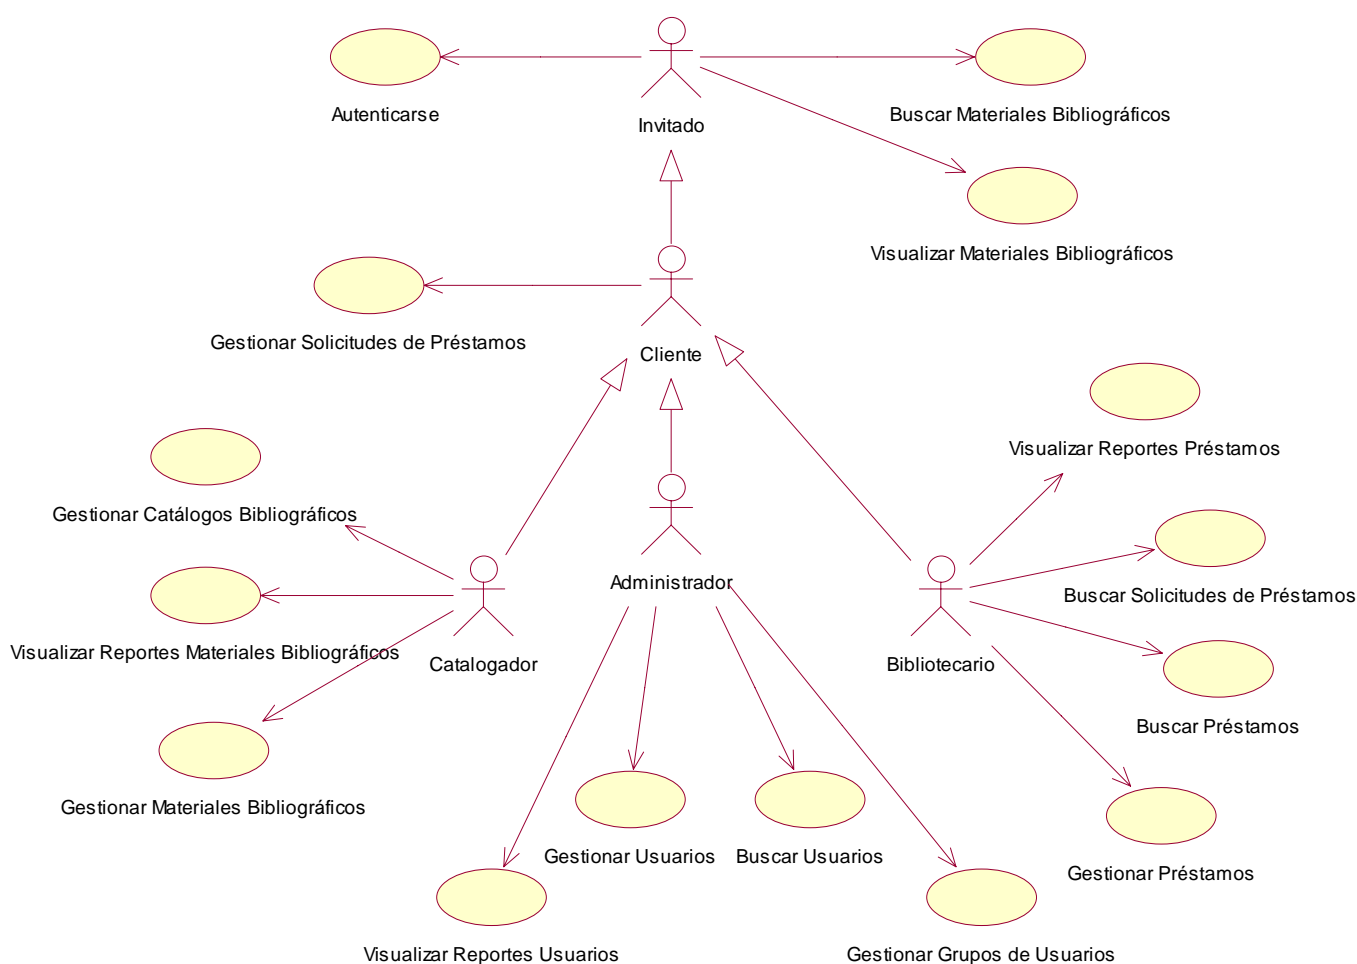 Autenticarse
Invitado
Buscar Materiales Bibliográficos
Visualizar Materiales Bibliográficos
Gestionar Solicitudes de Préstamos
Cliente
Visualizar Reportes Préstamos
Gestionar Catálogos Bibliográficos
Administrador
Buscar Solicitudes de Préstamos
Visualizar Reportes Materiales Bibliográficos
Catalogador
Bibliotecario
Buscar Préstamos
Gestionar Materiales Bibliográficos
Gestionar Usuarios
Buscar Usuarios
Gestionar Préstamos
Visualizar Reportes Usuarios
Gestionar Grupos de Usuarios